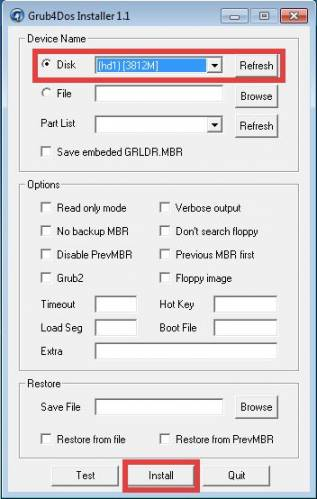 Grub4Dos Installer 1.1
Device Name
Disk (hd1) [3812M] Refresh
File Browse
Part List Refresh
Save embeded GRLDR.MBR
Options
Read only mode Verbose output
No backup MBR Don't search floppy
Disable PrevMBR Previous MBR first
Grub2 Floppy image
Timeout Hot Key
Load Seg Boot File
Extra
Restore
Save File Browse
Restore from file Restore from PrevMBR
Test Install Quit